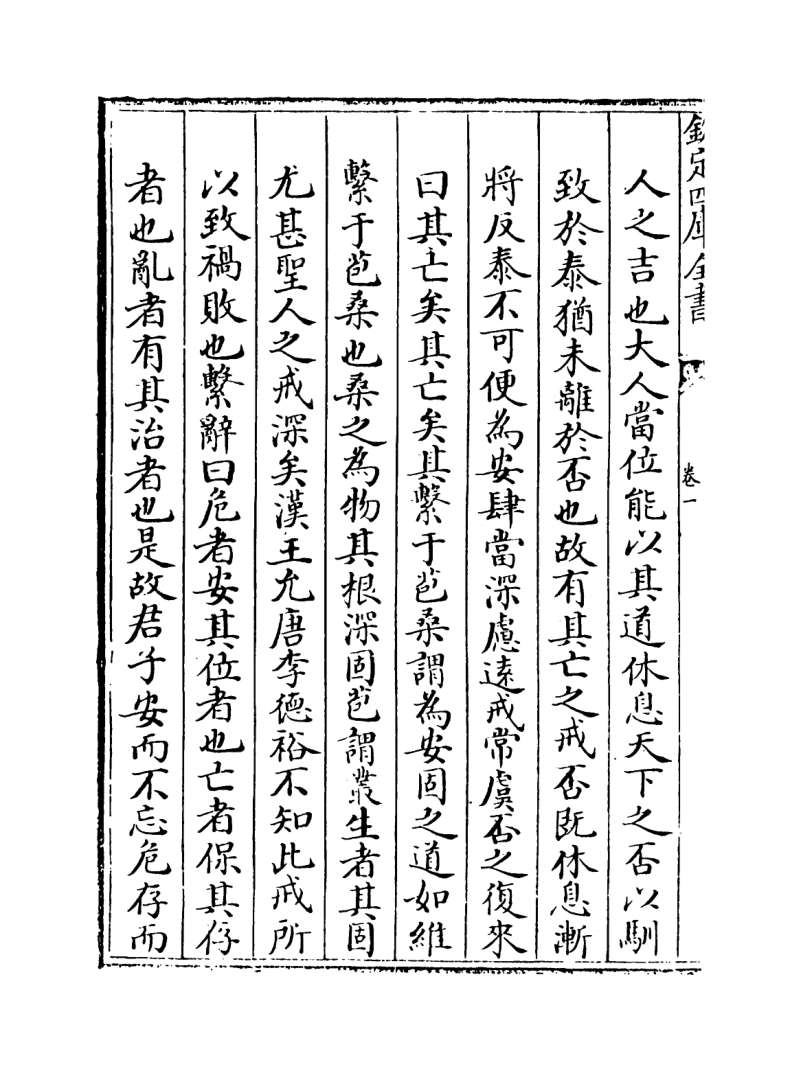 欽定四庫全書
卷一
人之吉也大人當位能以其道休息天下之否以馴
致於泰猶未離於否也故有其亡之戒否既休息漸
將反泰不可便為安肆當深慮遠戒常虞否之復來
曰其亡矣其亡矣其繫于苞桑謂為安固之道如維
繫于苞桑也桑之為物其根深固苞謂叢生者其固
尤甚聖人之戒深矣漢王允唐李德裕不知此戒所
以致禍敗也繫辭曰危者安其位者也亡者保其存
者也亂者有其治者也是故君子安而不忘危存而